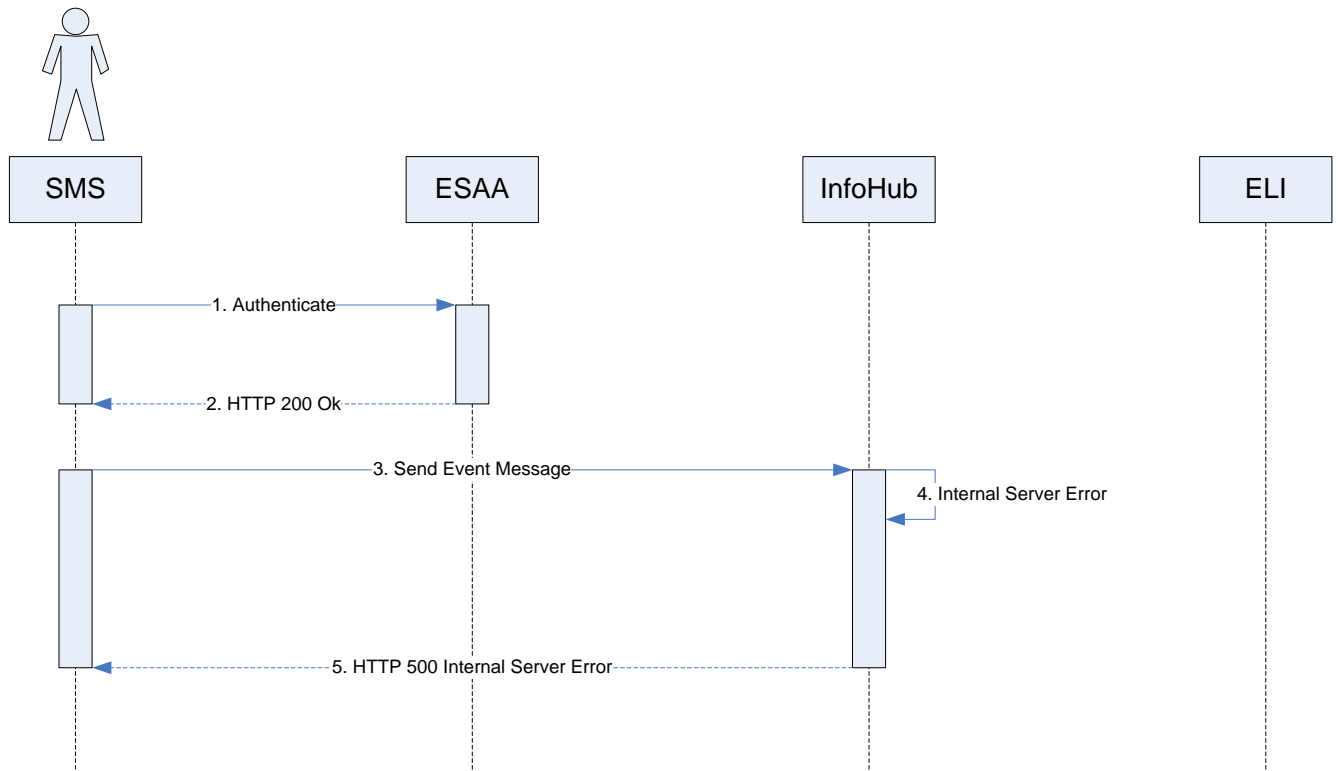 SMS
ESAA
InfoHub
ELI
1. Authenticate
2. HTTP 200 Ok
3. Send Event Message
4. Internal Server Error
5. HTTP 500 Internal Server Error